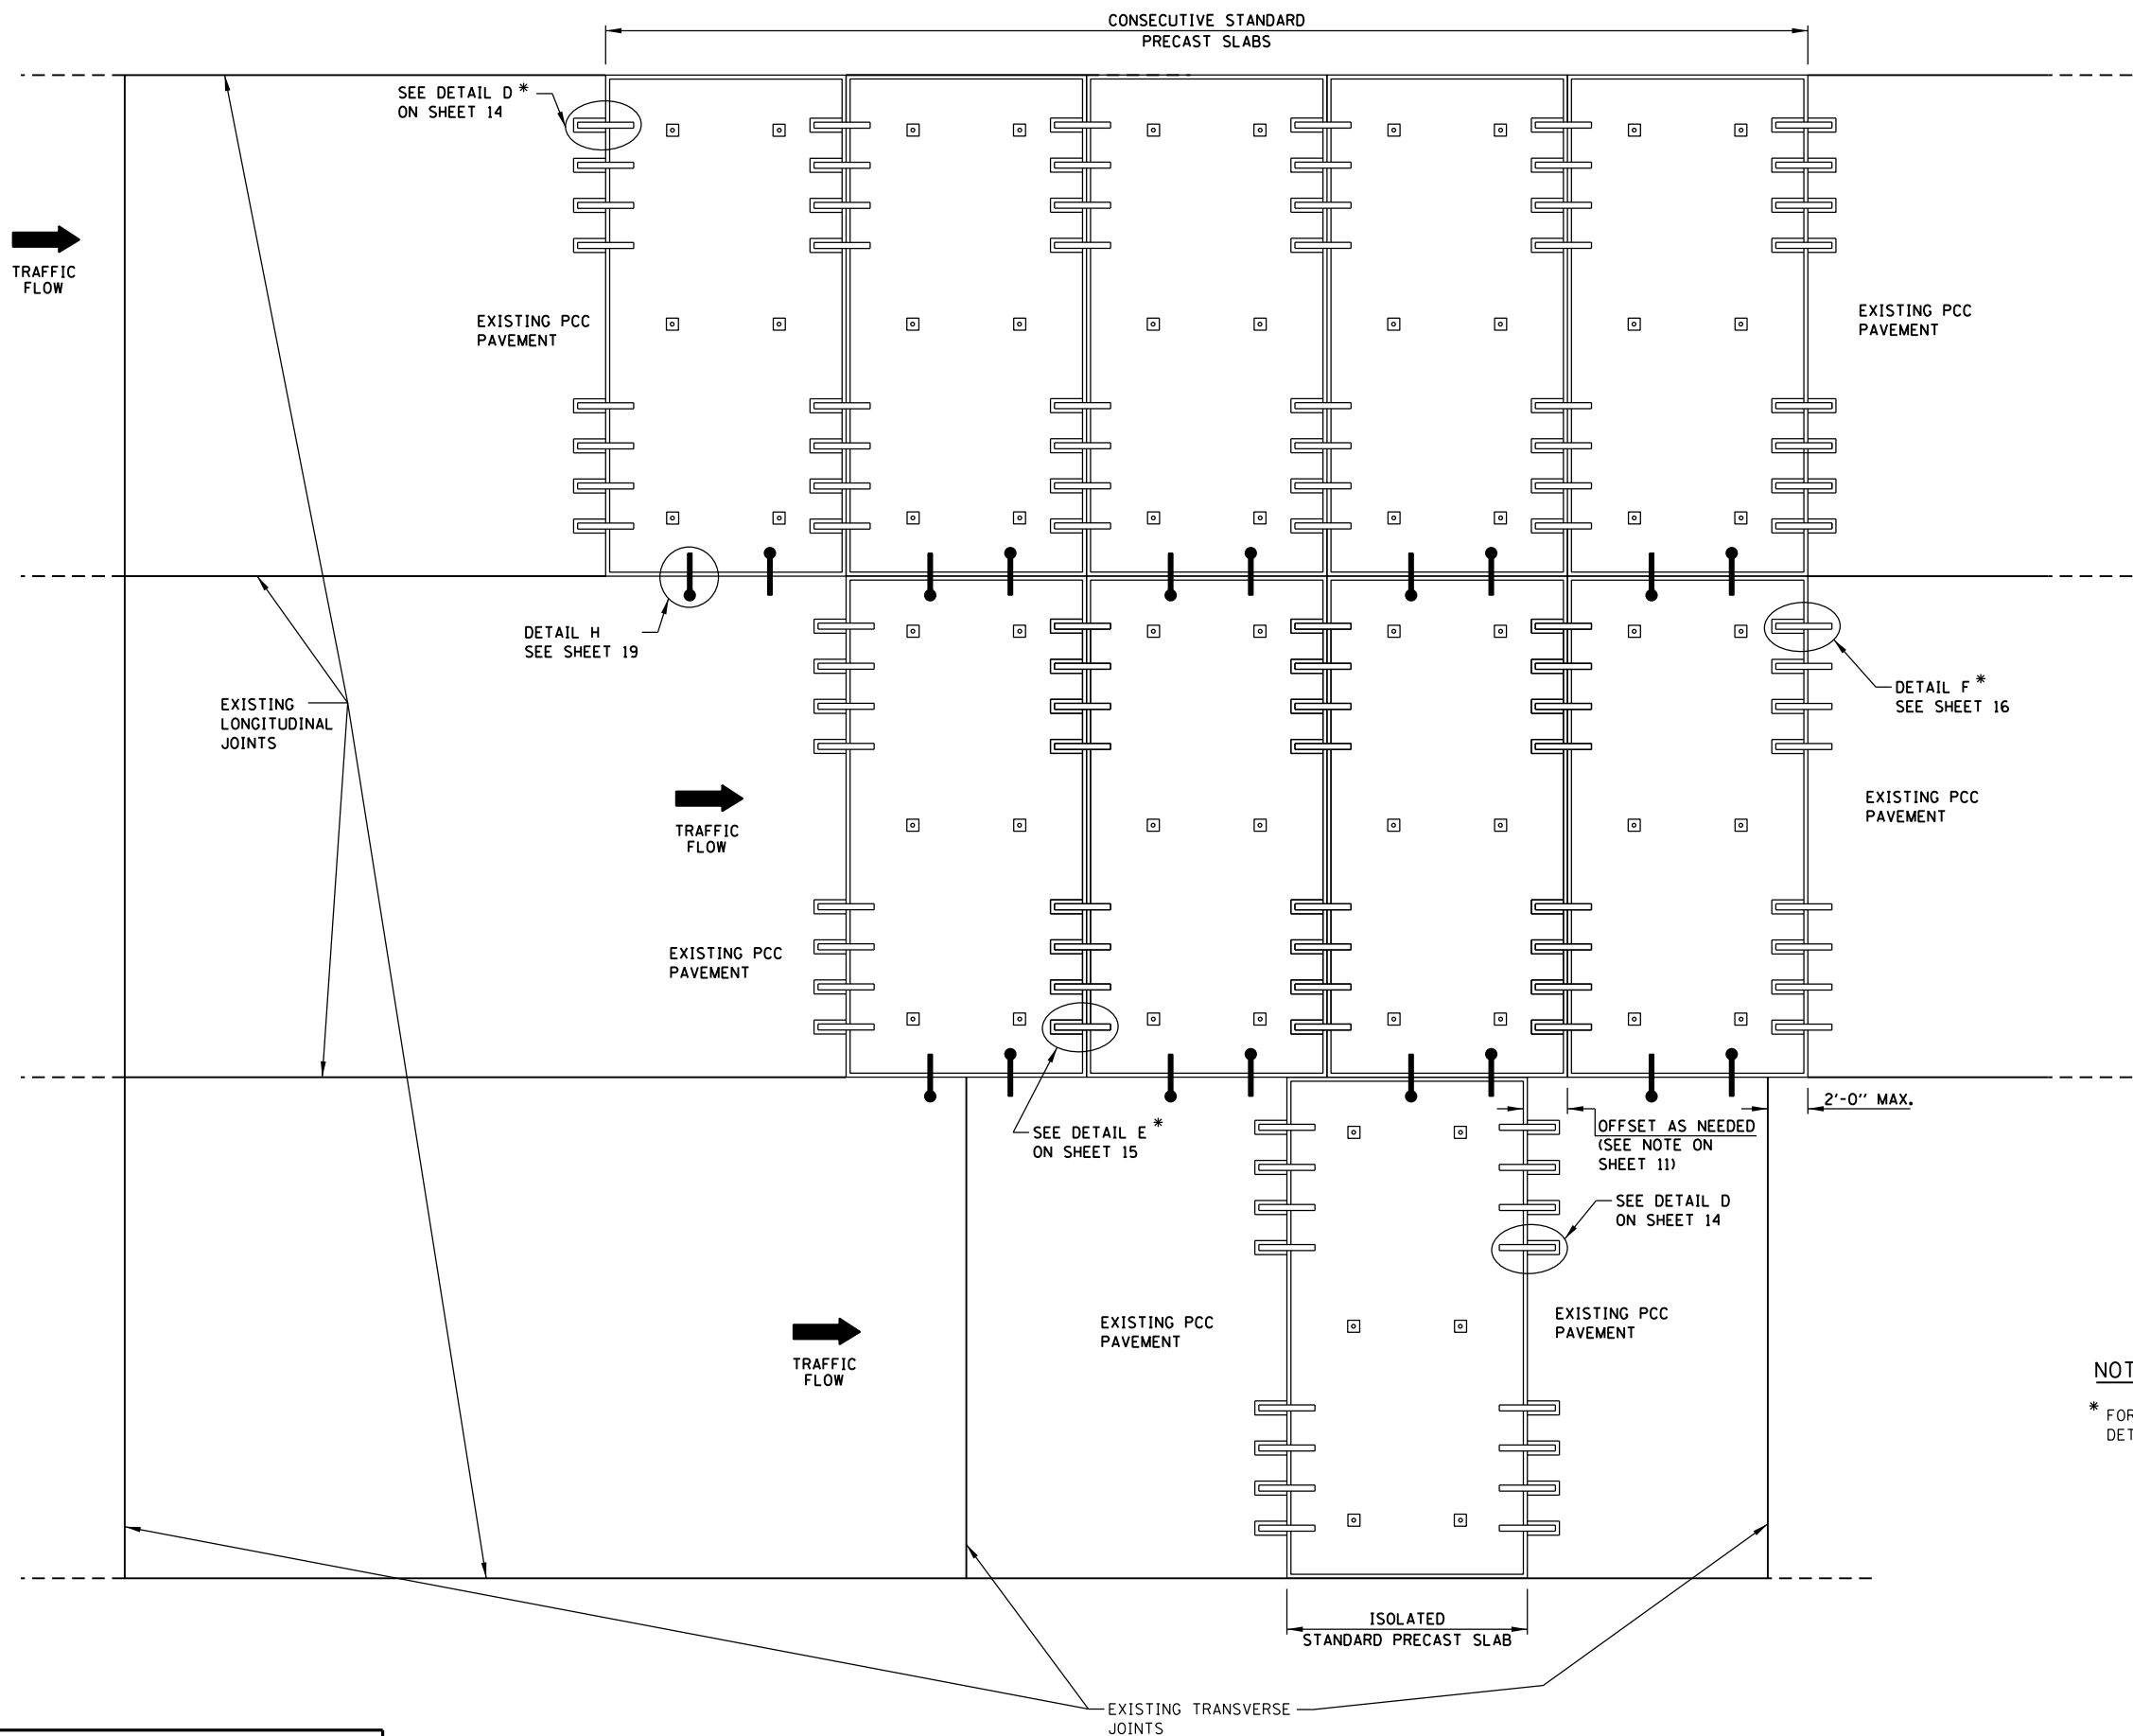 CONSECUTIVE STANDARD
PRECAST SLABS
SEE DETAIL D *
ON SHEET 14
TRAFFIC
FLOW
EXISTING PCC
PAVEMENT
EXISTING PCC
PAVEMENT
DETAIL H
SEE SHEET 19
EXISTING
LONGITUDINAL
JOINTS
DETAIL F *
SEE SHEET 16
TRAFFIC
FLOW
EXISTING PCC
PAVEMENT
EXISTING PCC
PAVEMENT
2'-0" MAX.
SEE DETAIL E *
ON SHEET 15
OFFSET AS NEEDED
(SEE NOTE ON
SHEET 11)
SEE DETAIL D
ON SHEET 14
EXISTING PCC
PAVEMENT
EXISTING PCC
PAVEMENT
TRAFFIC
FLOW
NOT
* FOR
DET
ISOLATED
STANDARD PRECAST SLAB
EXISTING TRANSVERSE
JOINTS